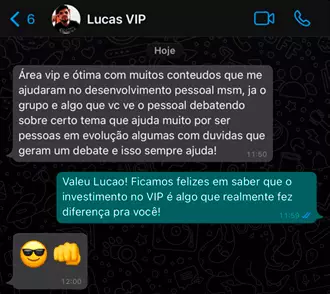 6
Lucas VIP
Hoje
Área vip e ótima com muitos conteudos que me
ajudaram no desenvolvimento pessoal msm, ja o
grupo e algo que vc ve o pessoal debatendo
sobre certo tema que ajuda muito por ser
pessoas em evolução algumas com duvidas que
geram um debate e isso sempre ajuda!
11:50
Valeu Lucao! Ficamos felizes em saber que o
investimento no VIP é algo que realmente fez
diferença pra você!
11:53
😎👊
12:00